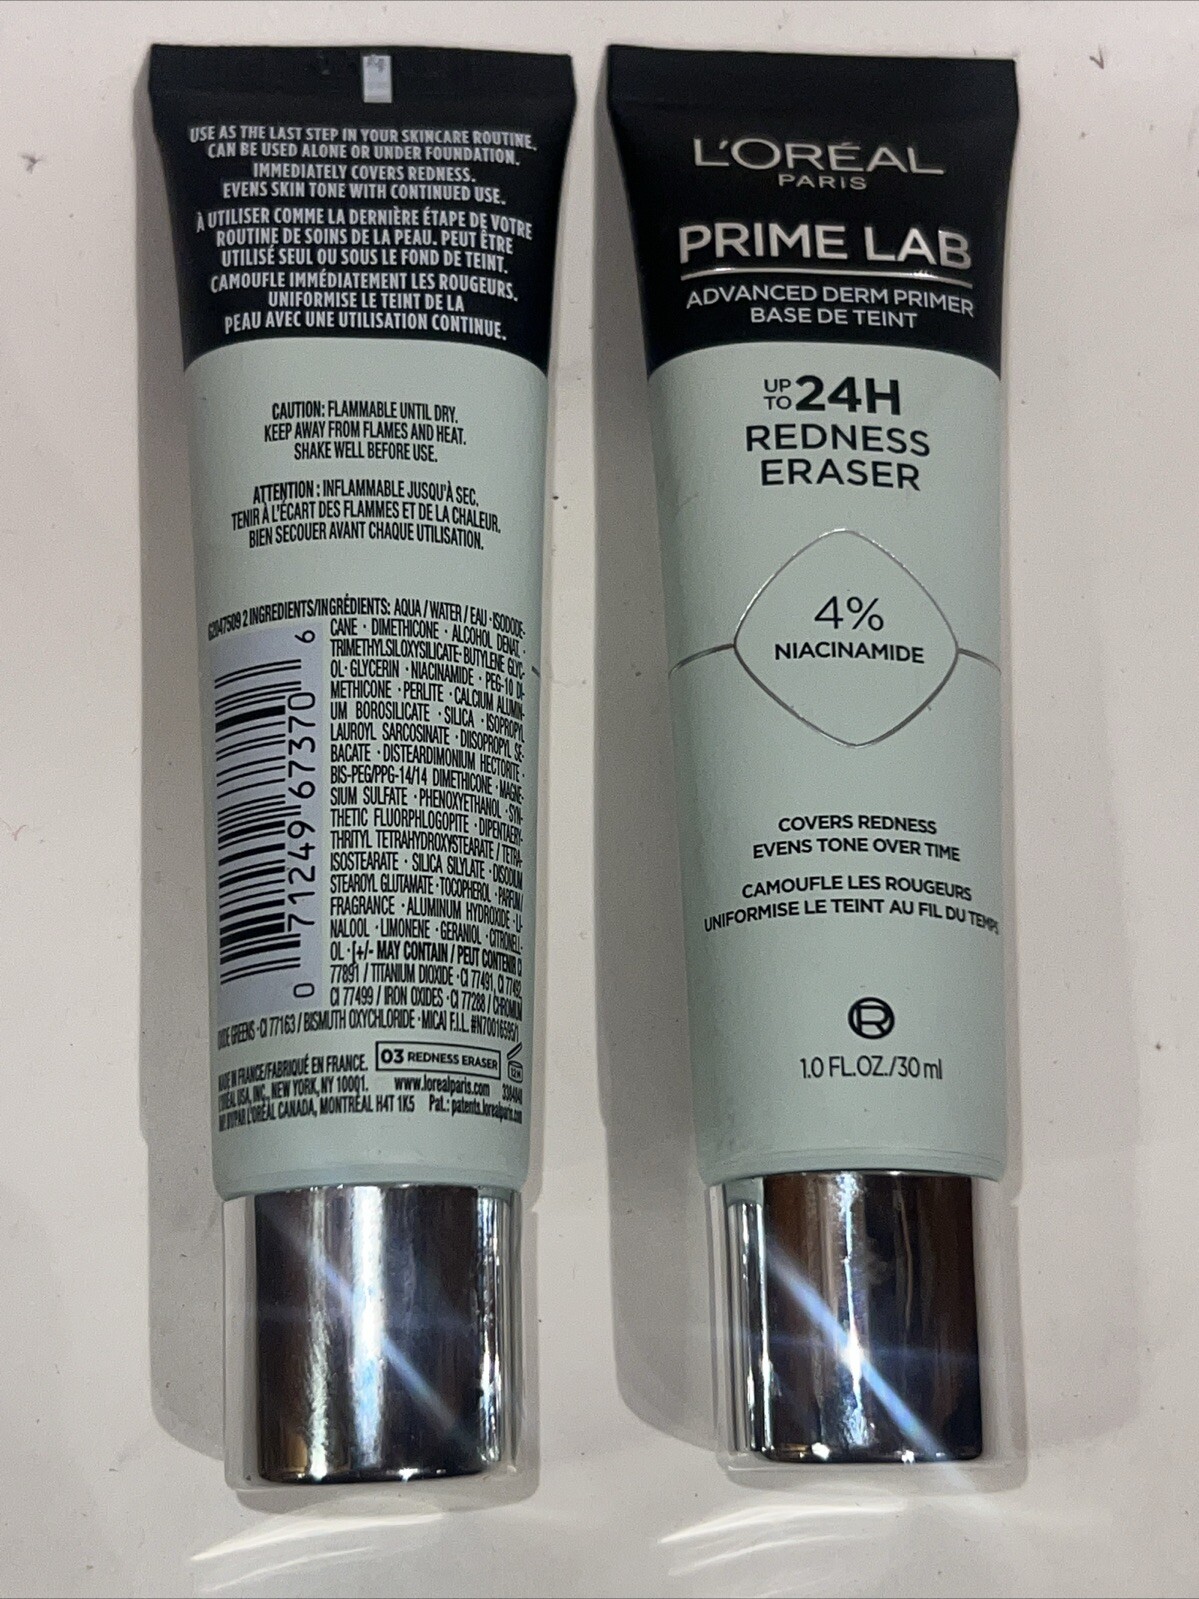 USE AS THE LAST STEP IN YOUR SKINCARE ROUTINE.
CAN BE USED ALONE OR UNDER FOUNDATION.
IMMEDIATELY COVERS REDNESS.
EVENS SKIN TONE WITH CONTINUED USE.
À UTILISER COMME LA DERNIÈRE ÉTAPE DE VOTRE
ROUTINE DE SOINS DE LA PEAU. PEUT ÊTRE
UTILISÉ SEUL OU SOUS LE FOND DE TEINT.
CAMOUFLE IMMÉDIATEMENT LES ROUGEURS.
UNIFORMISE LE TEINT DE LA
PEAU AVEC UNE UTILISATION CONTINUE.
CAUTION: FLAMMABLE UNTIL DRY.
KEEP AWAY FROM FLAMES AND HEAT.
SHAKE WELL BEFORE USE.
ATTENTION : INFLAMMABLE JUSQU'À SEC.
TENIR À L'ÉCART DES FLAMMES ET DE LA CHALEUR.
BIEN SECOUER AVANT CHAQUE UTILISATION.
G2047509 2 INGREDIENTS/INGRÉDIENTS: AQUA / WATER / EAU · ISODODE-
CANE · DIMETHICONE · ALCOHOL DENAT. ·
TRIMETHYLSILOXYSILICATE · BUTYLENE GLYC-
OL · GLYCERIN · NIACINAMIDE · PEG-10 DI-
METHICONE · PERLITE · CALCIUM ALUMIN-
UM BOROSILICATE · SILICA · ISOPROPYL
LAUROYL SARCOSINATE · DIISOPROPYL SE-
BACATE · DISTEARDIMONIUM HECTORITE ·
BIS-PEG/PPG-14/14 DIMETHICONE · MAGNE-
SIUM SULFATE · PHENOXYETHANOL · SYN-
THETIC FLUORPHLOGOPITE · DIPENTAERY-
THRITYL TETRAHYDROXYSTEARATE / TETRA-
ISOSTEARATE · SILICA SILYLATE · DISODIUM
STEAROYL GLUTAMATE · TOCOPHEROL · PARFUM /
FRAGRANCE · ALUMINUM HYDROXIDE · LI-
NALOOL · LIMONENE · GERANIOL · CITRONELL-
OL · [+/- MAY CONTAIN / PEUT CONTENIR CI
77891 / TITANIUM DIOXIDE · CI 77491, CI 77492,
CI 77499 / IRON OXIDES · CI 77288 / CHROMIUM
OXIDE GREENS · CI 77163 / BISMUTH OXYCHLORIDE · MICA] F.I.L. #N70016595/1
0 71249 67370 6
MADE IN FRANCE/FABRIQUÉ EN FRANCE.
03 REDNESS ERASER
12M
L'ORÉAL USA, INC., NEW YORK, NY 10001. www.lorealparis.com
L'ORÉAL CANADA, MONTRÉAL H4T 1K5 Pat.: patents.lorealparis.com
L'ORÉAL
PARIS
PRIME LAB
ADVANCED DERM PRIMER
BASE DE TEINT
UP TO 24H
REDNESS
ERASER
4%
NIACINAMIDE
COVERS REDNESS
EVENS TONE OVER TIME
CAMOUFLE LES ROUGEURS
UNIFORMISE LE TEINT AU FIL DU TEMPS
1.0 FL.OZ./30 ml